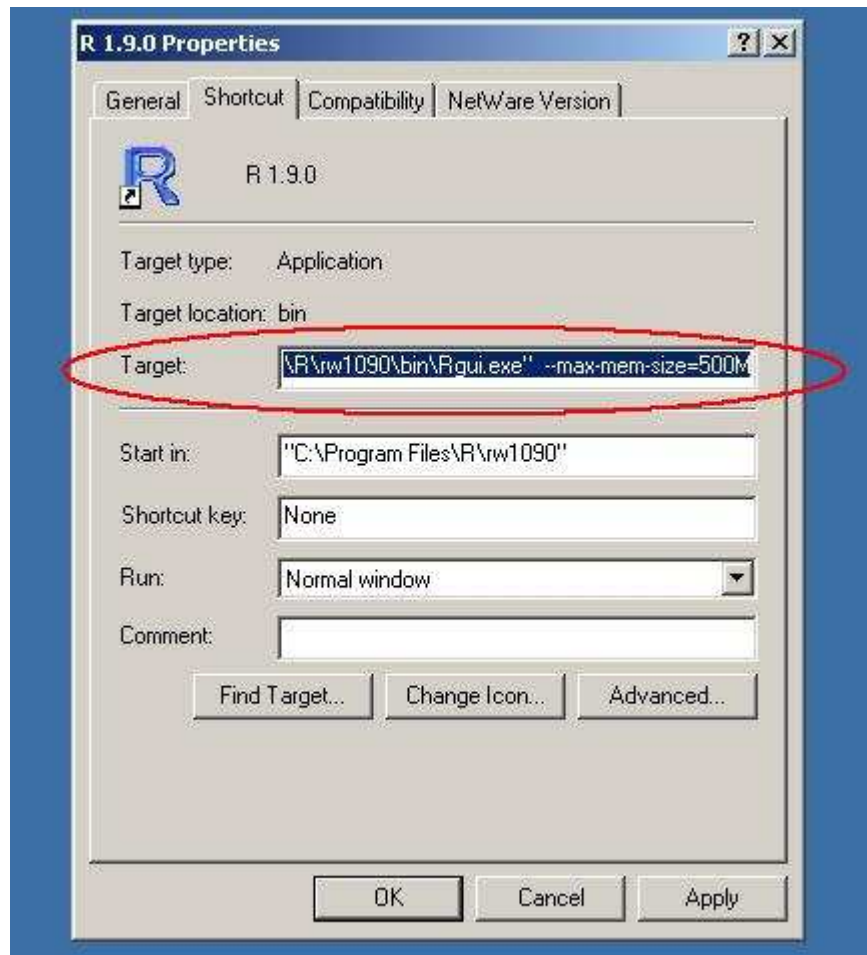 R 1.9.0 Properties
General Shortcut Compatibility NetWare Version
R 1.9.0
Target type: Application
Target location: bin
Target: \R\rw1090\bin\Rgui.exe" --max-mem-size=500M
Start in: "C:\Program Files\R\rw1090"
Shortcut key: None
Run: Normal window
Comment:
Find Target... Change Icon... Advanced...
OK Cancel Apply